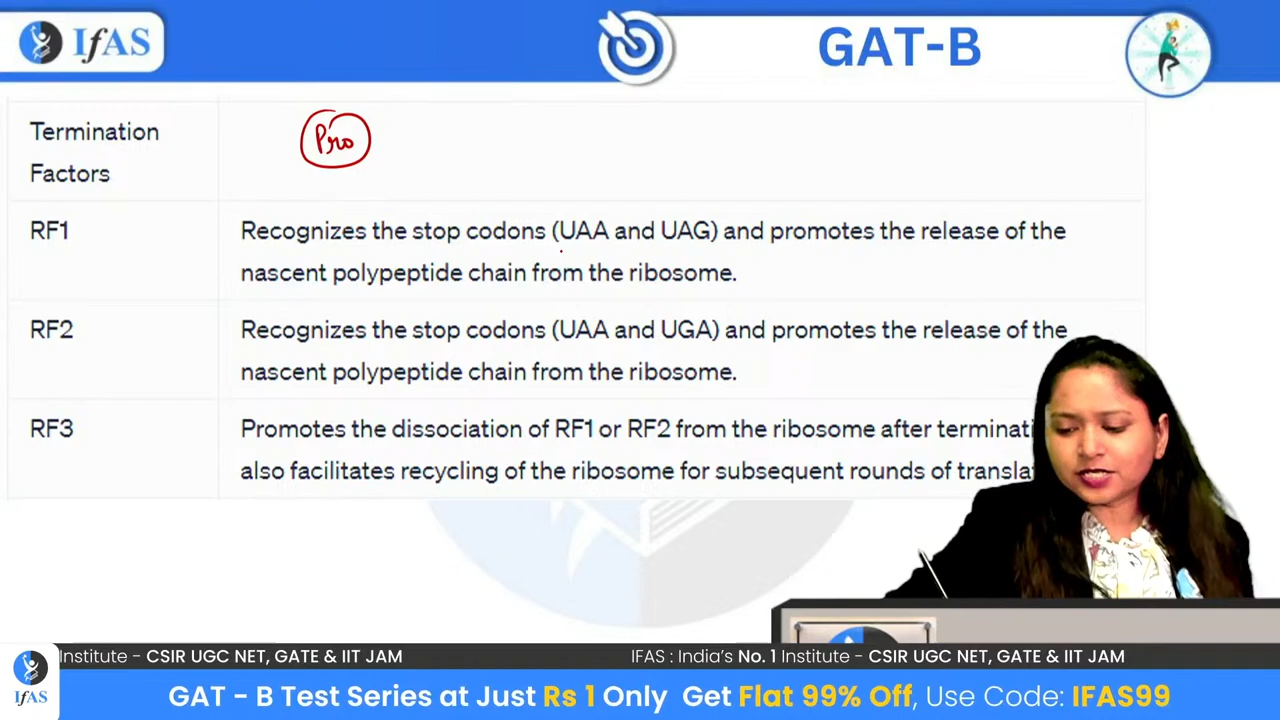 IfAS
GAT-B
Termination
Factors
Pro
RF1
Recognizes the stop codons (UAA and UAG) and promotes the release of the
nascent polypeptide chain from the ribosome.
RF2
Recognizes the stop codons (UAA and UGA) and promotes the release of the
nascent polypeptide chain from the ribosome.
RF3
Promotes the dissociation of RF1 or RF2 from the ribosome after terminati
also facilitates recycling of the ribosome for subsequent rounds of transla
Institute - CSIR UGC NET, GATE & IIT JAM
IFAS : India's No. 1 Institute - CSIR UGC NET, GATE & IIT JAM
IfAS
GAT - B Test Series at Just Rs 1 Only Get Flat 99% Off, Use Code: IFAS99